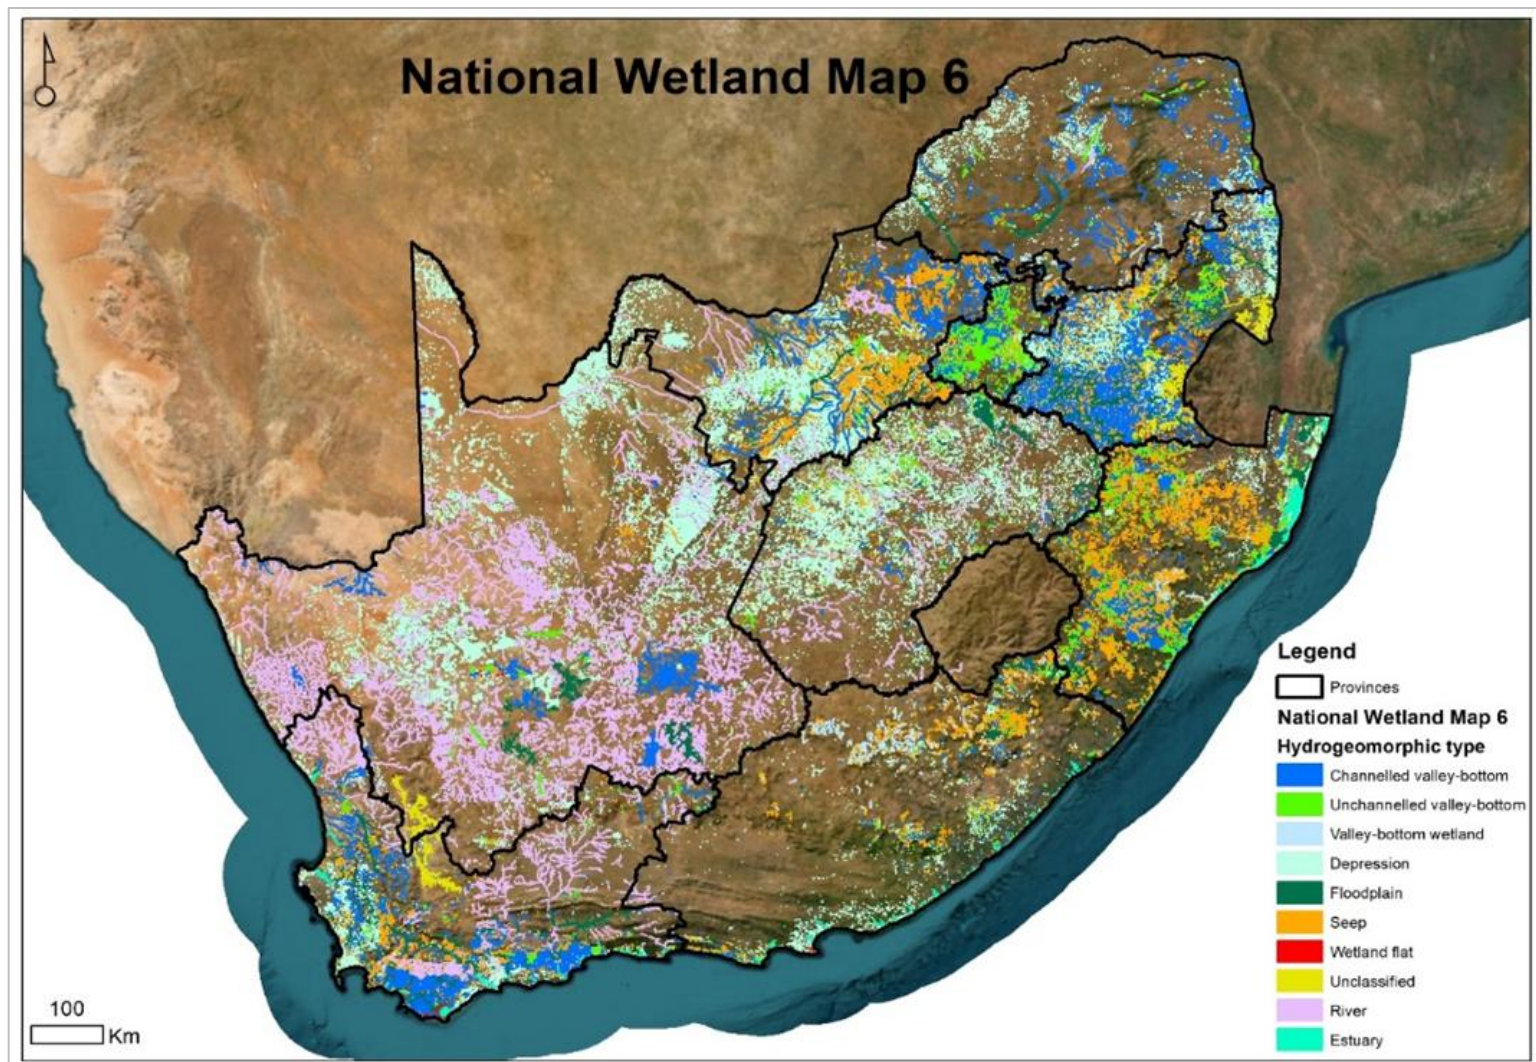 National Wetland Map 6
Legend
Provinces
National Wetland Map 6
Hydrogeomorphic type
Channelled valley-bottom
Unchannelled valley-bottom
Valley-bottom wetland
Depression
Floodplain
Seep
Wetland flat
Unclassified
River
Estuary
100
Km